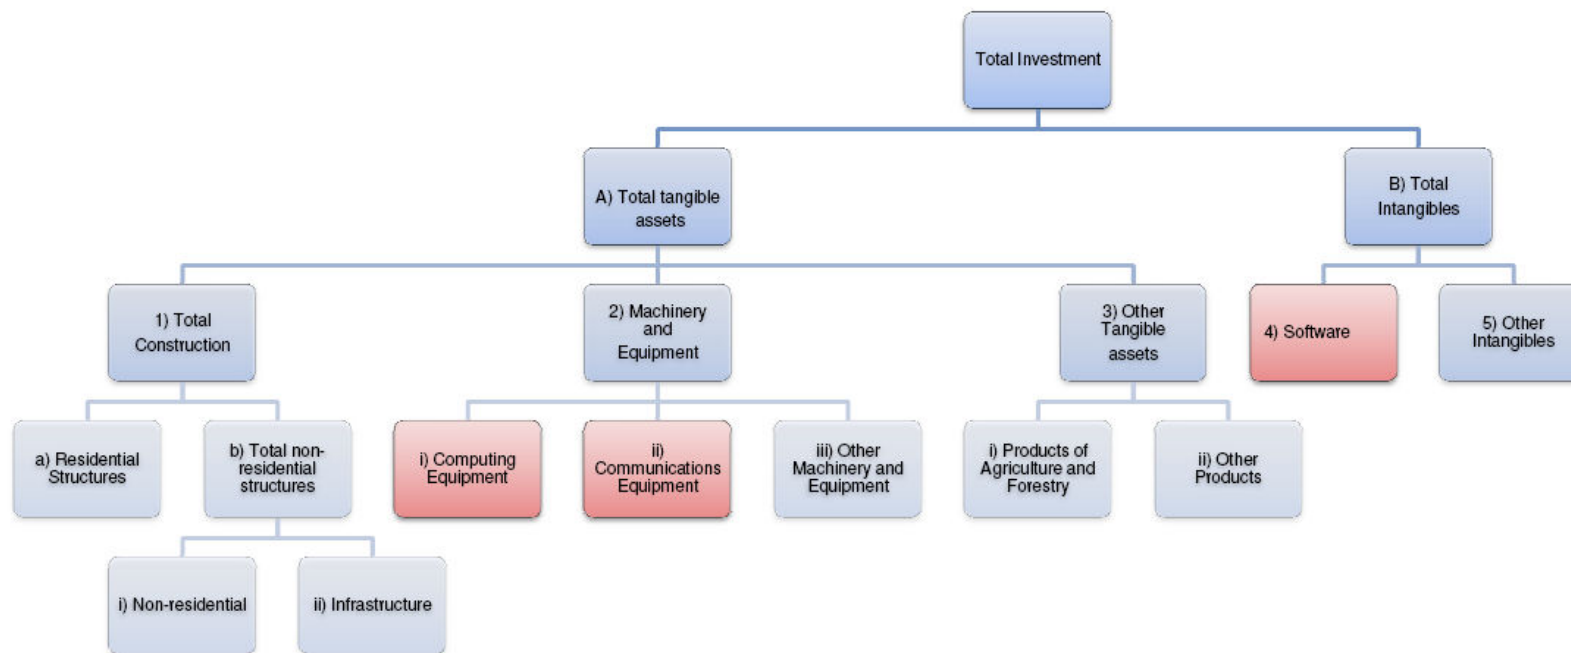 Total Investment
A) Total tangible
assets
B) Total
Intangibles
1) Total
Construction
2) Machinery
and
Equipment
3) Other
Tangible
assets
4) Software
5) Other
Intangibles
a) Residential
Structures
b) Total non-
residential
structures
i) Computing
Equipment
ii)
Communications
Equipment
iii) Other
Machinery and
Equipment
i) Products of
Agriculture and
Forestry
ii) Other
Products
i) Non-residential
ii) Infrastructure